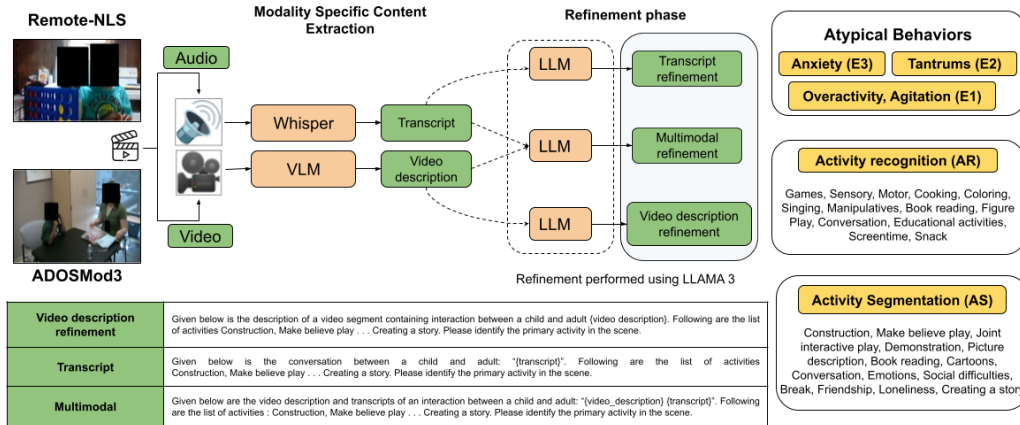 Remote-NLS
ADOSMod3
Modality Specific Content
Extraction
Audio
Video
Whisper
VLM
Transcript
Video
description
Refinement phase
LLM
LLM
LLM
Transcript
refinement
Multimodal
refinement
Video description
refinement
Refinement performed using LLAMA 3
Atypical Behaviors
Anxiety (E3)
Tantrums (E2)
Overactivity, Agitation (E1)
Activity recognition (AR)
Games, Sensory, Motor, Cooking, Coloring,
Singing, Manipulatives, Book reading, Figure
Play, Conversation, Educational activities,
Screentime, Snack
Activity Segmentation (AS)
Construction, Make believe play, Joint
interactive play, Demonstration, Picture
description, Book reading, Cartoons,
Conversation, Emotions, Social difficulties,
Break, Friendship, Loneliness, Creating a story
Video description
refinement
Given below is the description of a video segment containing interaction between a child and adult {video description}. Following are the list
of activities Construction, Make believe play . . . Creating a story. Please identify the primary activity in the scene.
Transcript
Given below is the conversation between a child and adult: "{transcript}". Following are the list of activities
Construction, Make believe play . . . Creating a story. Please identify the primary activity in the scene.
Multimodal
Given below are the video description and transcripts of an interaction between a child and adult: "{video_description} {transcript}". Following
are the list of activities : Construction, Make believe play . . . Creating a story. Please identify the primary activity in the scene.